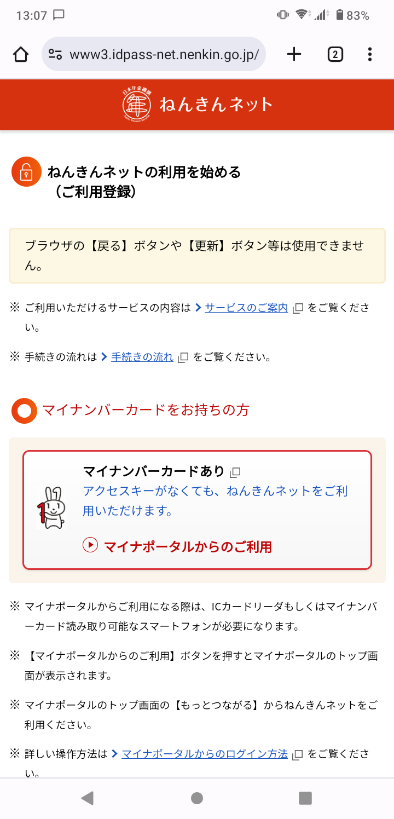 13:07 83%
www3.idpass-net.nenkin.go.jp/ 2
日本年金機構 ねんきんネット
ねんきんネットの利用を始める
（ご利用登録）
ブラウザの【戻る】ボタンや【更新】ボタン等は使用できませ
ん。
※ ご利用いただけるサービスの内容は サービスのご案内 をご覧くださ
い。
※ 手続きの流れは 手続きの流れ をご覧ください。
マイナンバーカードをお持ちの方
マイナンバーカードあり
アクセスキーがなくても、ねんきんネットをご利
用いただけます。
マイナポータルからのご利用
※ マイナポータルからご利用になる際は、ICカードリーダもしくはマイナンバ
ーカード読み取り可能なスマートフォンが必要になります。
※ 【マイナポータルからのご利用】ボタンを押すとマイナポータルのトップ画
面が表示されます。
※ マイナポータルのトップ画面の【もっとつながる】からねんきんネットをご
利用ください。
※ 詳しい操作方法は マイナポータルからのログイン方法 をご覧くださ
い。